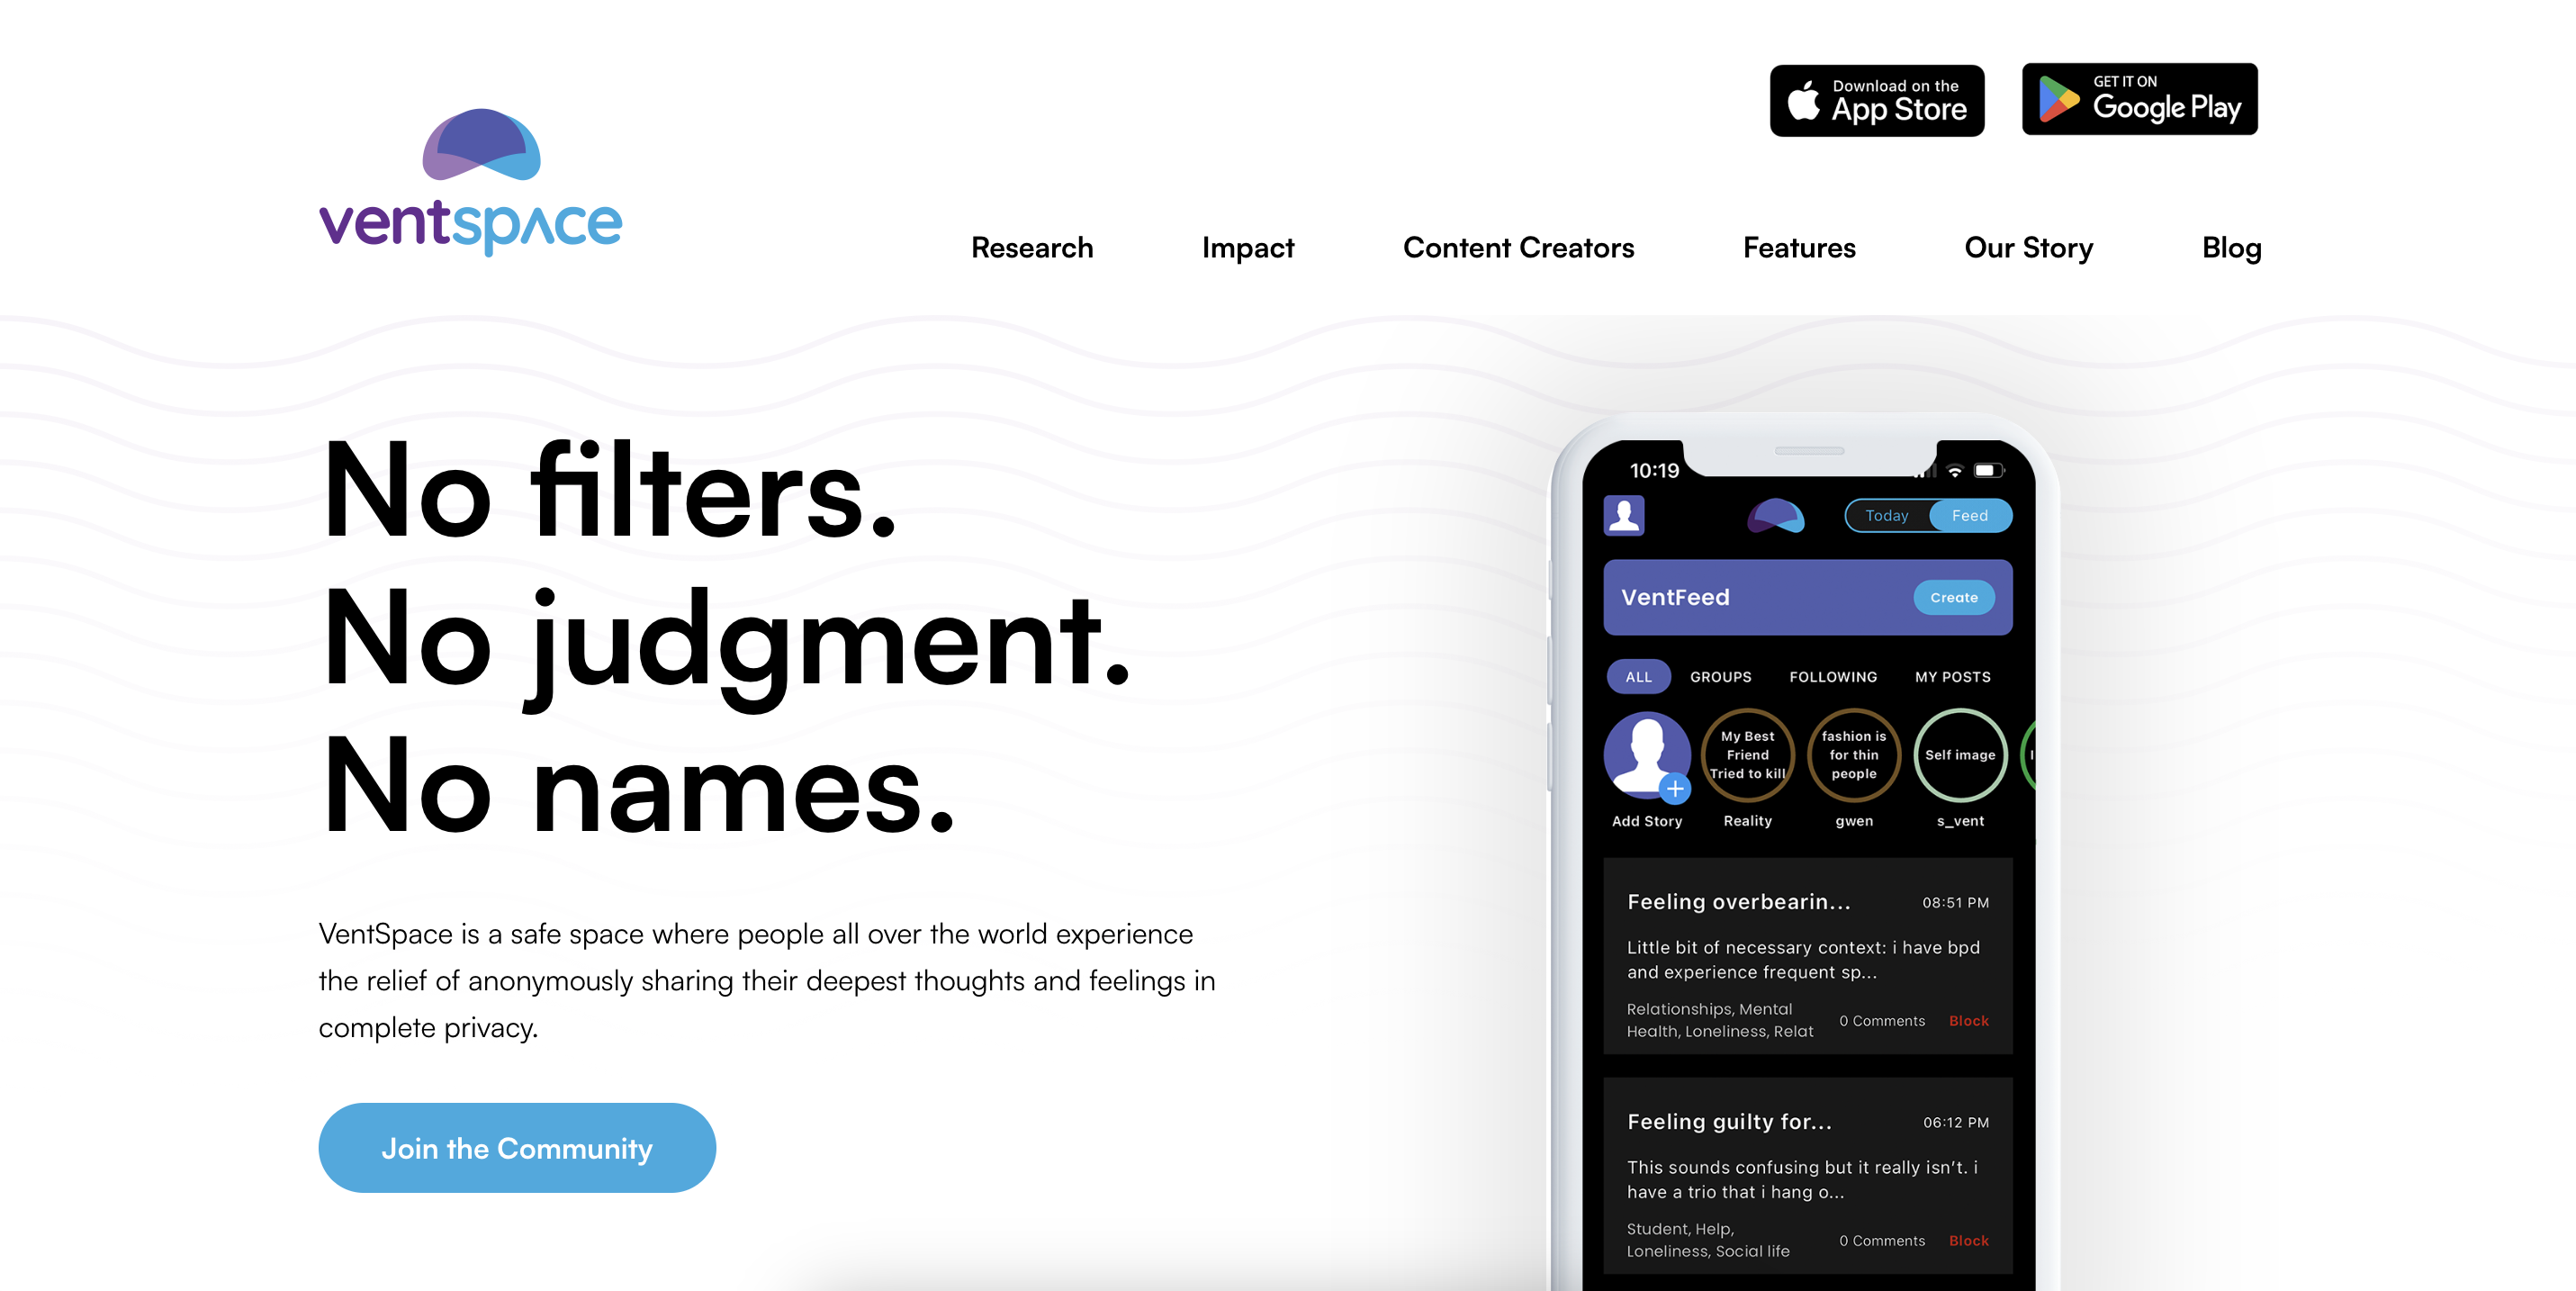 Download on the
App Store
GET IT ON
Google Play
ventspace
Research
Impact
Content Creators
Features
Our Story
Blog
No filters.
No judgment.
No names.
VentSpace is a safe space where people all over the world experience
the relief of anonymously sharing their deepest thoughts and feelings in
complete privacy.
Join the Community
10:19
Today
Feed
VentFeed
Create
ALL
GROUPS
FOLLOWING
MY POSTS
My Best
Friend
Tried to kill
fashion is
for thin
people
Self image
Add Story
Reality
gwen
s_vent
Feeling overbearin...
08:51 PM
Little bit of necessary context: i have bpd
and experience frequent sp...
Relationships, Mental
Health, Loneliness, Relat
0 Comments
Block
Feeling guilty for...
06:12 PM
This sounds confusing but it really isn't. i
have a trio that i hang o...
Student, Help,
Loneliness, Social life
0 Comments
Block